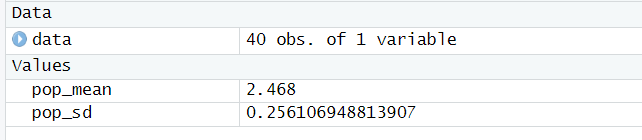 Data
data 40 obs. of 1 variable
Values
pop_mean 2.468
pop_sd 0.256106948813907